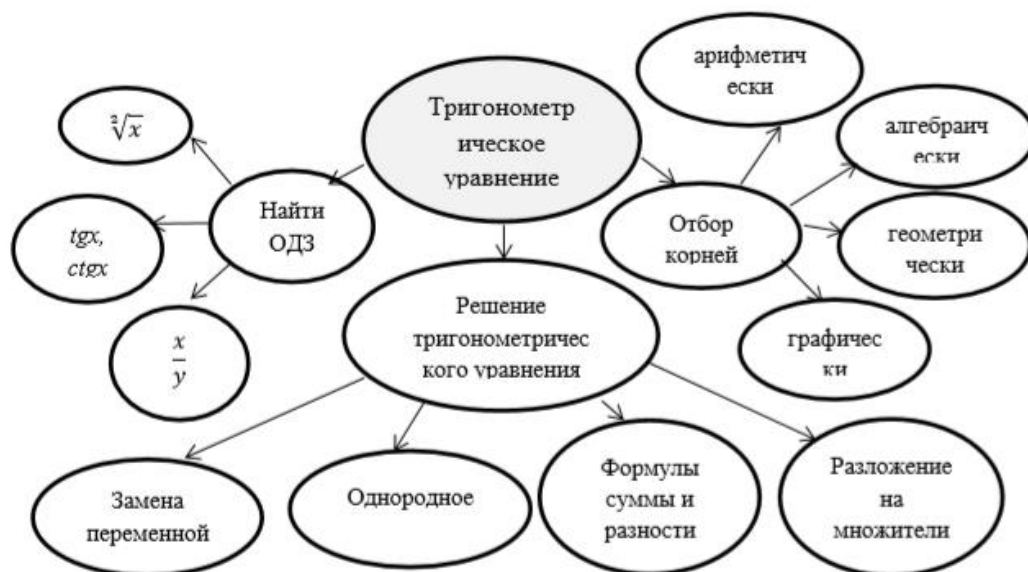 Тригонометр
ическое
уравнение
Найти
ОДЗ
²√x
tgx,
ctgx
x
y
Решение
тригонометричес
кого уравнения
Замена
переменной
Однородное
Формулы
суммы и
разности
Разложение
на
множители
Отбор
корней
арифметич
ески
алгебраич
ески
геометри
чески
графичес
ки